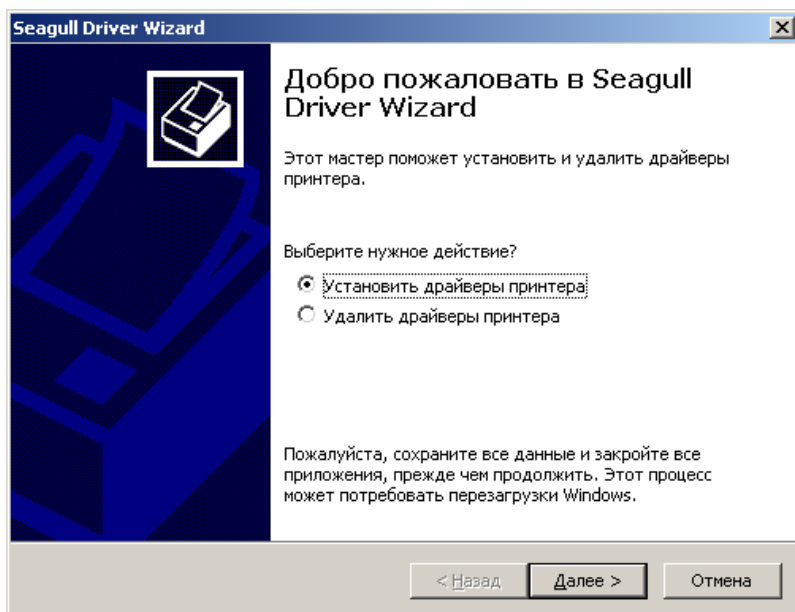 Seagull Driver Wizard
Добро пожаловать в Seagull
Driver Wizard
Этот мастер поможет установить и удалить драйверы
принтера.
Выберите нужное действие?
Установить драйверы принтера
Удалить драйверы принтера
Пожалуйста, сохраните все данные и закройте все
приложения, прежде чем продолжить. Этот процесс
может потребовать перезагрузки Windows.
< Назад Далее > Отмена